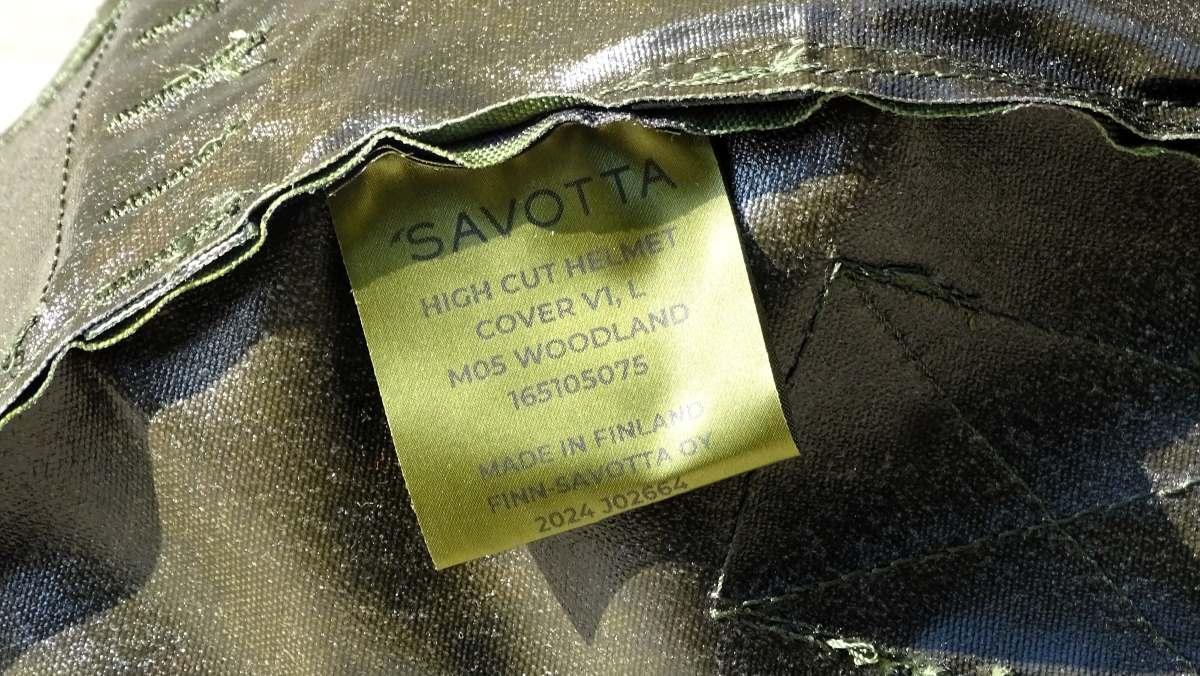 SAVOTTA
HIGH CUT HELMET
COVER V1, L
M05 WOODLAND
165105075
MADE IN FINLAND
FINN-SAVOTTA OY
2024 J02664